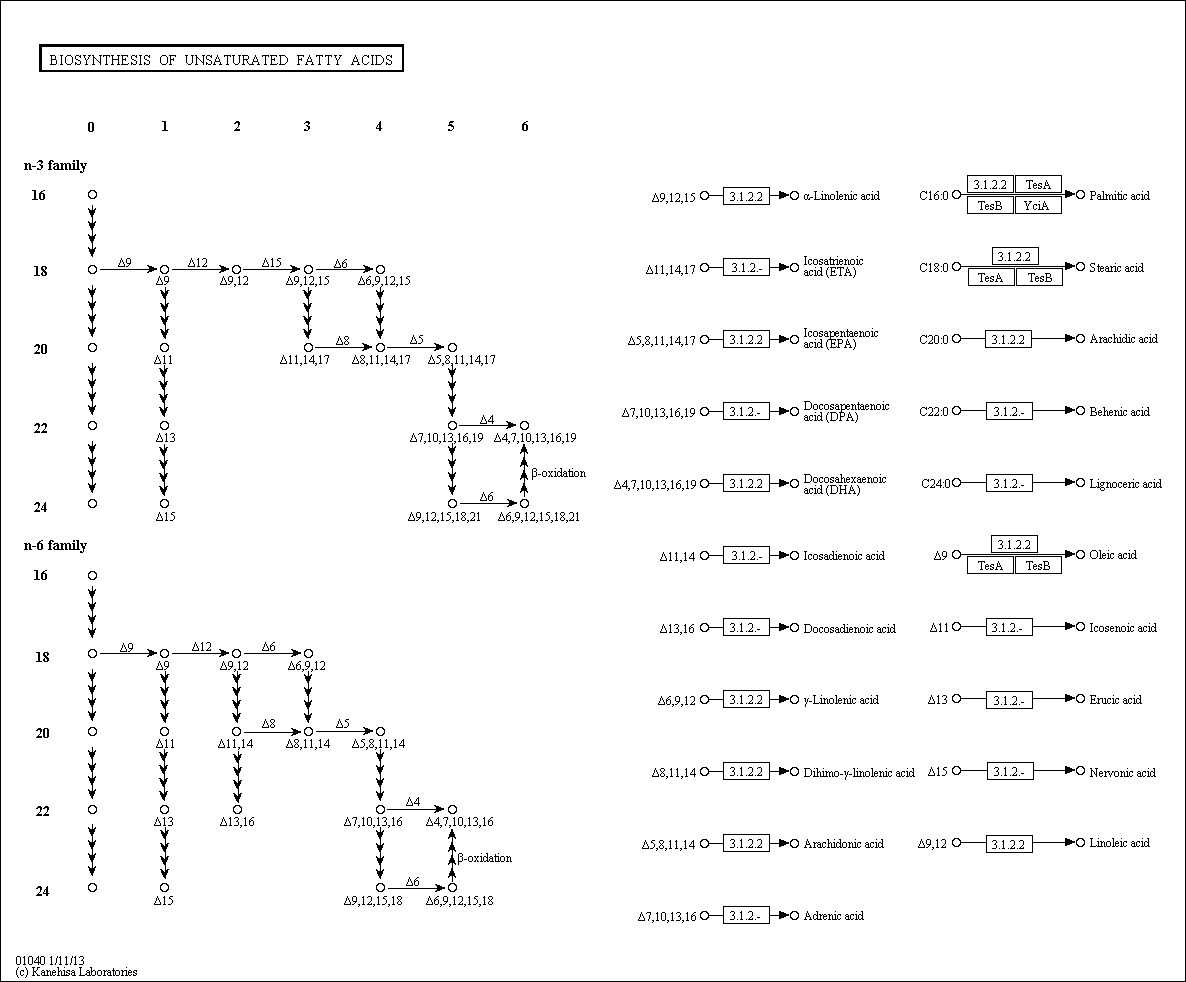 BIOSYNTHESIS OF UNSATURATED FATTY ACIDS
0 1 2 3 4 5 6
n-3 family
16
Δ9 Δ12 Δ15 Δ6
18
Δ9 Δ9,12 Δ9,12,15 Δ6,9,12,15
Δ8 Δ5
20
Δ11 Δ11,14,17 Δ8,11,14,17 Δ5,8,11,14,17
Δ4
22
Δ13 Δ7,10,13,16,19 Δ4,7,10,13,16,19
β-oxidation
Δ6
24
Δ15 Δ9,12,15,18,21 Δ6,9,12,15,18,21
n-6 family
16
Δ9 Δ12 Δ6
18
Δ9 Δ9,12 Δ6,9,12
Δ8 Δ5
20
Δ11 Δ11,14 Δ8,11,14 Δ5,8,11,14
Δ4
22
Δ13 Δ13,16 Δ7,10,13,16 Δ4,7,10,13,16
β-oxidation
Δ6
24
Δ15 Δ9,12,15,18 Δ6,9,12,15,18
Δ9,12,15 3.1.2.2 α-Linolenic acid
Δ11,14,17 3.1.2.- Icosatrienoic
acid (ETA)
Δ5,8,11,14,17 3.1.2.2 Icosapentaenoic
acid (EPA)
Δ7,10,13,16,19 3.1.2.- Docosapentaenoic
acid (DPA)
Δ4,7,10,13,16,19 3.1.2.2 Docosahexaenoic
acid (DHA)
Δ11,14 3.1.2.- Icosadienoic acid
Δ13,16 3.1.2.- Docosadienoic acid
Δ6,9,12 3.1.2.2 γ-Linolenic acid
Δ8,11,14 3.1.2.2 Dihimo-γ-linolenic acid
Δ5,8,11,14 3.1.2.2 Arachidonic acid
Δ7,10,13,16 3.1.2.- Adrenic acid
3.1.2.2 TesA
C16:0 Palmitic acid
TesB YciA
3.1.2.2
C18:0 Stearic acid
TesA TesB
C20:0 3.1.2.2 Arachidic acid
C22:0 3.1.2.- Behenic acid
C24:0 3.1.2.- Lignoceric acid
3.1.2.2
Δ9 Oleic acid
TesA TesB
Δ11 3.1.2.- Icosenoic acid
Δ13 3.1.2.- Erucic acid
Δ15 3.1.2.- Nervonic acid
Δ9,12 3.1.2.2 Linoleic acid
01040 1/11/13
(c) Kanehisa Laboratories